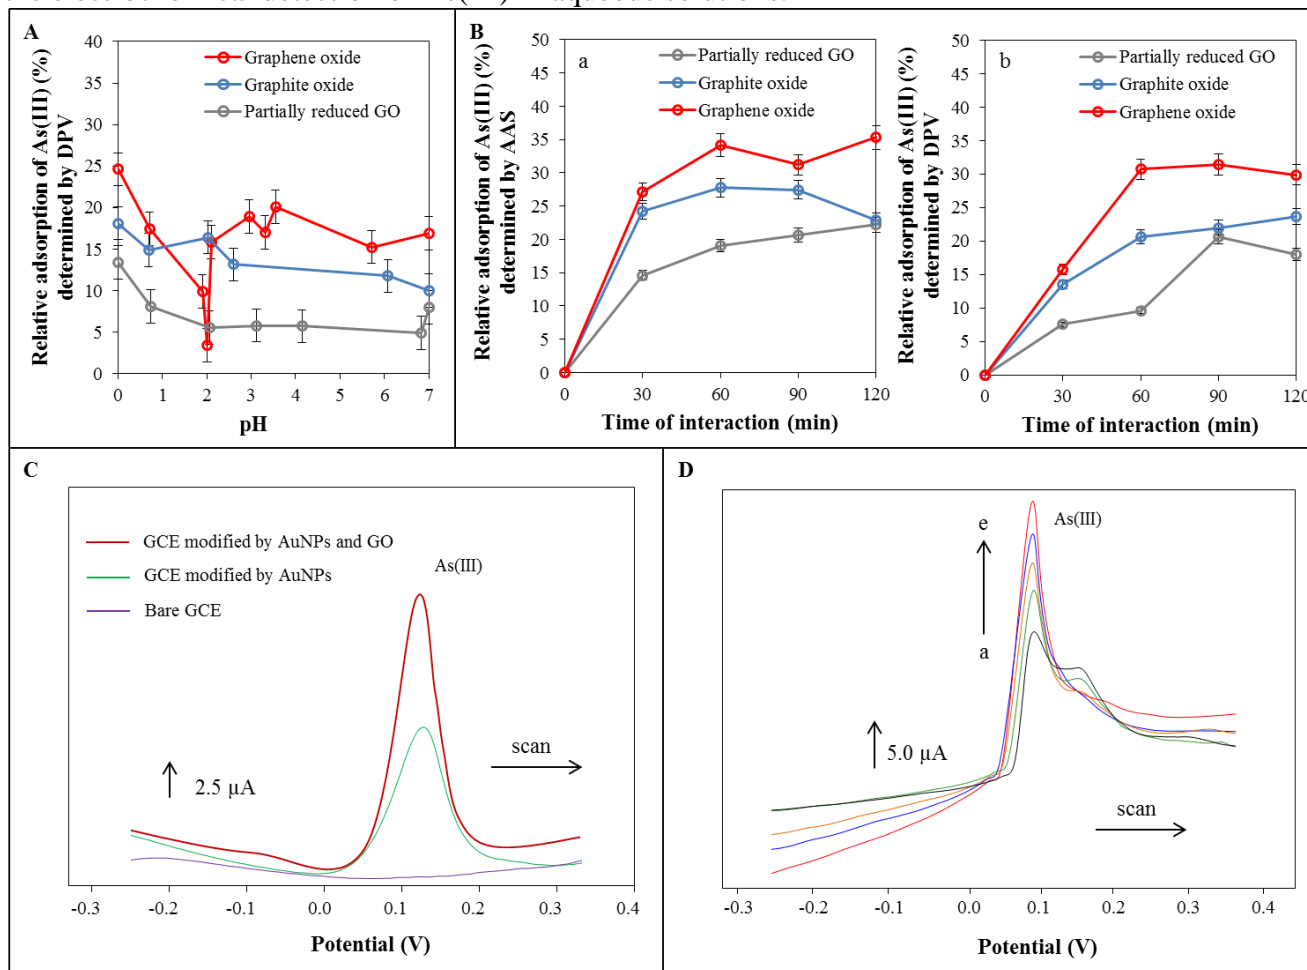 A
Relative adsorption of As(III) (%)
determined by DPV
40
35
30
25
20
15
10
5
0
Graphene oxide
Graphite oxide
Partially reduced GO
0 1 2 3 4 5 6 7
pH
B
a
Relative adsorption of As(III) (%)
determined by AAS
50
45
40
35
30
25
20
15
10
5
0
Partially reduced GO
Graphite oxide
Graphene oxide
0 30 60 90 120
Time of interaction (min)
b
Relative adsorption of As(III) (%)
determined by DPV
50
45
40
35
30
25
20
15
10
5
0
Partially reduced GO
Graphite oxide
Graphene oxide
0 30 60 90 120
Time of interaction (min)
C
GCE modified by AuNPs and GO
GCE modified by AuNPs
Bare GCE
As(III)
scan
2.5 µA
-0.3 -0.2 -0.1 0.0 0.1 0.2 0.3 0.4
Potential (V)
D
As(III)
e
a
5.0 µA
scan
-0.3 -0.2 -0.1 0.0 0.1 0.2 0.3 0.4
Potential (V)